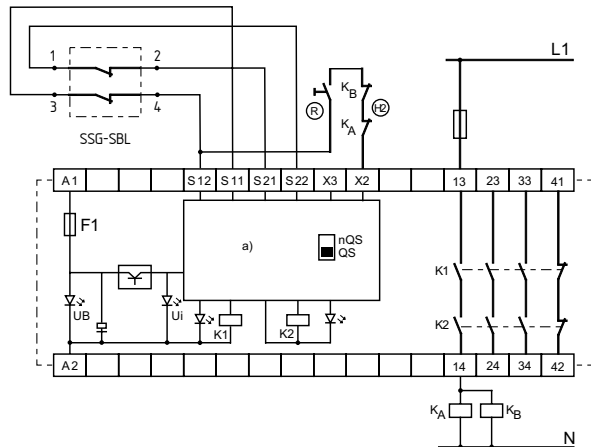 L1
1
2
3
4
SSG-SBL
R
KB
H2
KA
A1
S12
S11
S21
S22
X3
X2
13
23
33
41
F1
a)
nQS
QS
K1
UB
Ui
K1
K2
K2
A2
14
24
34
42
KA
KB
N